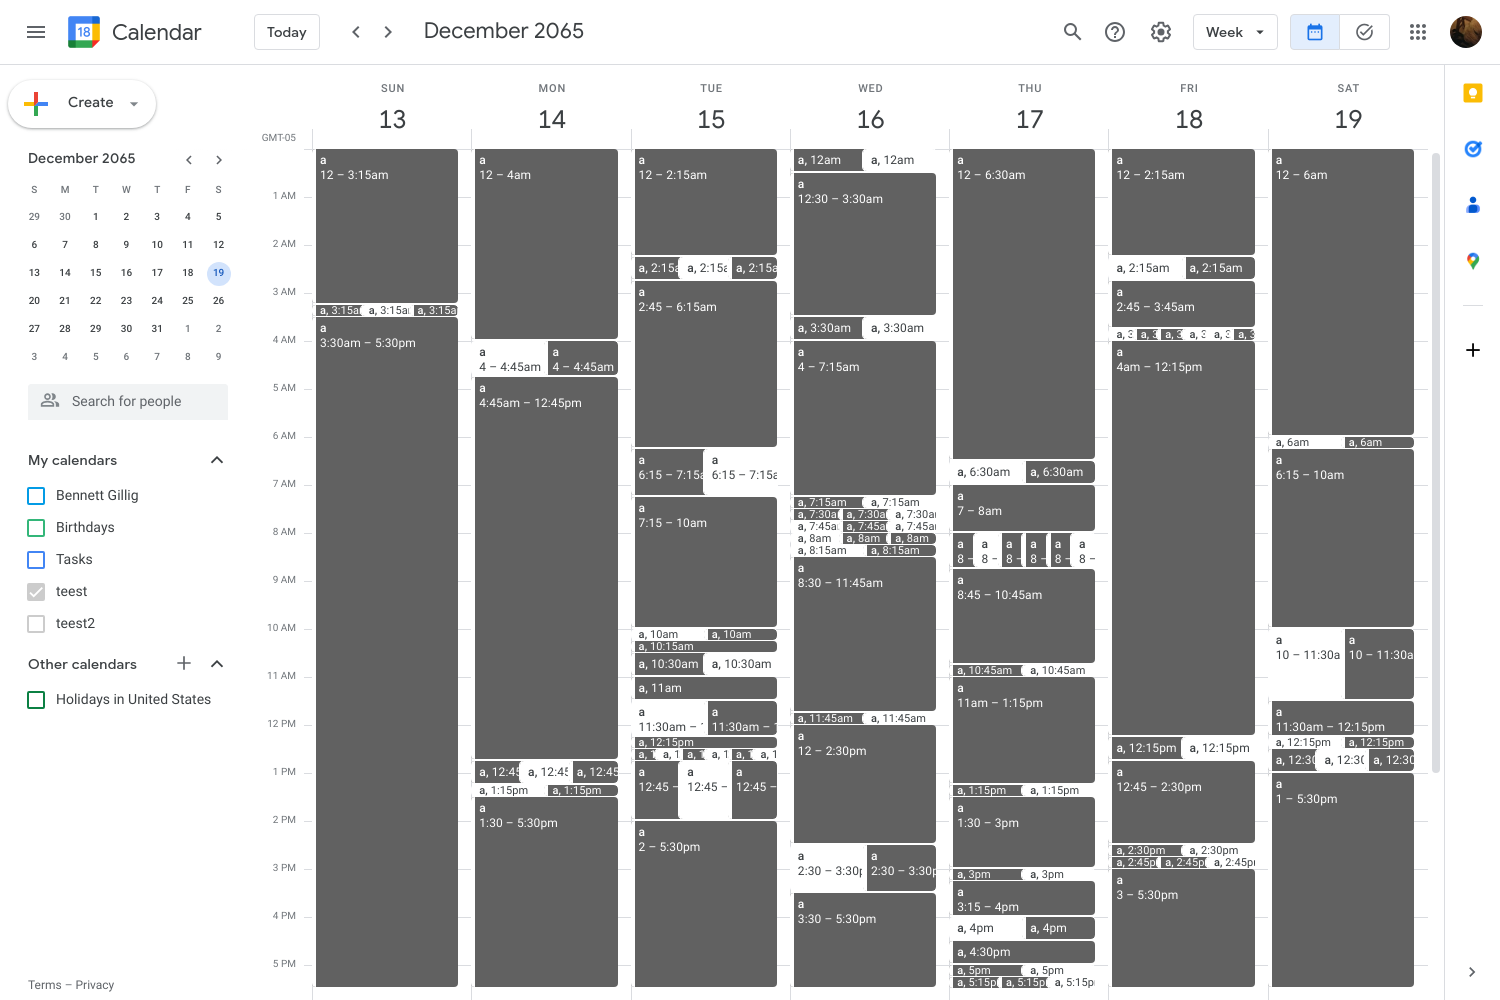 18 Calendar Today December 2065 Week
Create
December 2065
S M T W T F S
29 30 1 2 3 4 5
6 7 8 9 10 11 12
13 14 15 16 17 18 19
20 21 22 23 24 25 26
27 28 29 30 31 1 2
3 4 5 6 7 8 9
Search for people
My calendars
Bennett Gillig
Birthdays
Tasks
teest
teest2
Other calendars
Holidays in United States
Terms – Privacy
SUN MON TUE WED THU FRI SAT
13 14 15 16 17 18 19
GMT-05
1 AM
2 AM
3 AM
4 AM
5 AM
6 AM
7 AM
8 AM
9 AM
10 AM
11 AM
12 PM
1 PM
2 PM
3 PM
4 PM
5 PM
a
12 – 3:15am
a, 3:15a a, 3:15a a, 3:15a
a
3:30am – 5:30pm
a
12 – 4am
a a
4 – 4:45am 4 – 4:45am
a
4:45am – 12:45pm
a, 12:45 a, 12:45 a, 12:45
a, 1:15pm a, 1:15pm
a
1:30 – 5:30pm
a
12 – 2:15am
a, 2:15a a, 2:15a a, 2:15a
a
2:45 – 6:15am
a a
6:15 – 7:15a 6:15 – 7:15a
a
7:15 – 10am
a, 10am a, 10am
a, 10:15am
a, 10:30am a, 10:30am
a, 11am
a a
11:30am – 11:30am –
a, 12:15pm
a, 1 a, 1 a, 1 a, 1 a, 1 a, 1
a a a
12:45 – 12:45 – 12:45 –
a
2 – 5:30pm
a, 12am a, 12am
a
12:30 – 3:30am
a, 3:30am a, 3:30am
a
4 – 7:15am
a, 7:15am a, 7:15am
a, 7:30a a, 7:30a a, 7:30a
a, 7:45a a, 7:45a a, 7:45a
a, 8am a, 8am a, 8am
a, 8:15am a, 8:15am
a
8:30 – 11:45am
a, 11:45am a, 11:45am
a
12 – 2:30pm
a a
2:30 – 3:30p 2:30 – 3:30p
a
3:30 – 5:30pm
a
12 – 6:30am
a, 6:30am a, 6:30am
a
7 – 8am
a a a a a a
8 – 8 – 8 – 8 – 8 – 8 –
a
8:45 – 10:45am
a, 10:45am a, 10:45am
a
11am – 1:15pm
a, 1:15pm a, 1:15pm
a
1:30 – 3pm
a, 3pm a, 3pm
a
3:15 – 4pm
a, 4pm a, 4pm
a, 4:30pm
a, 5pm a, 5pm
a, 5:15p a, 5:15p a, 5:15p
a
12 – 2:15am
a, 2:15am a, 2:15am
a
2:45 – 3:45am
a, 3 a, 3 a, 3 a, 3 a, 3 a, 3
a
4am – 12:15pm
a, 12:15pm a, 12:15pm
a
12:45 – 2:30pm
a, 2:30pm a, 2:30pm
a, 2:45p a, 2:45p a, 2:45p
a
3 – 5:30pm
a
12 – 6am
a, 6am a, 6am
a
6:15 – 10am
a a
10 – 11:30a 10 – 11:30a
a
11:30am – 12:15pm
a, 12:15pm a, 12:15pm
a, 12:30 a, 12:30 a, 12:30
a
1 – 5:30pm